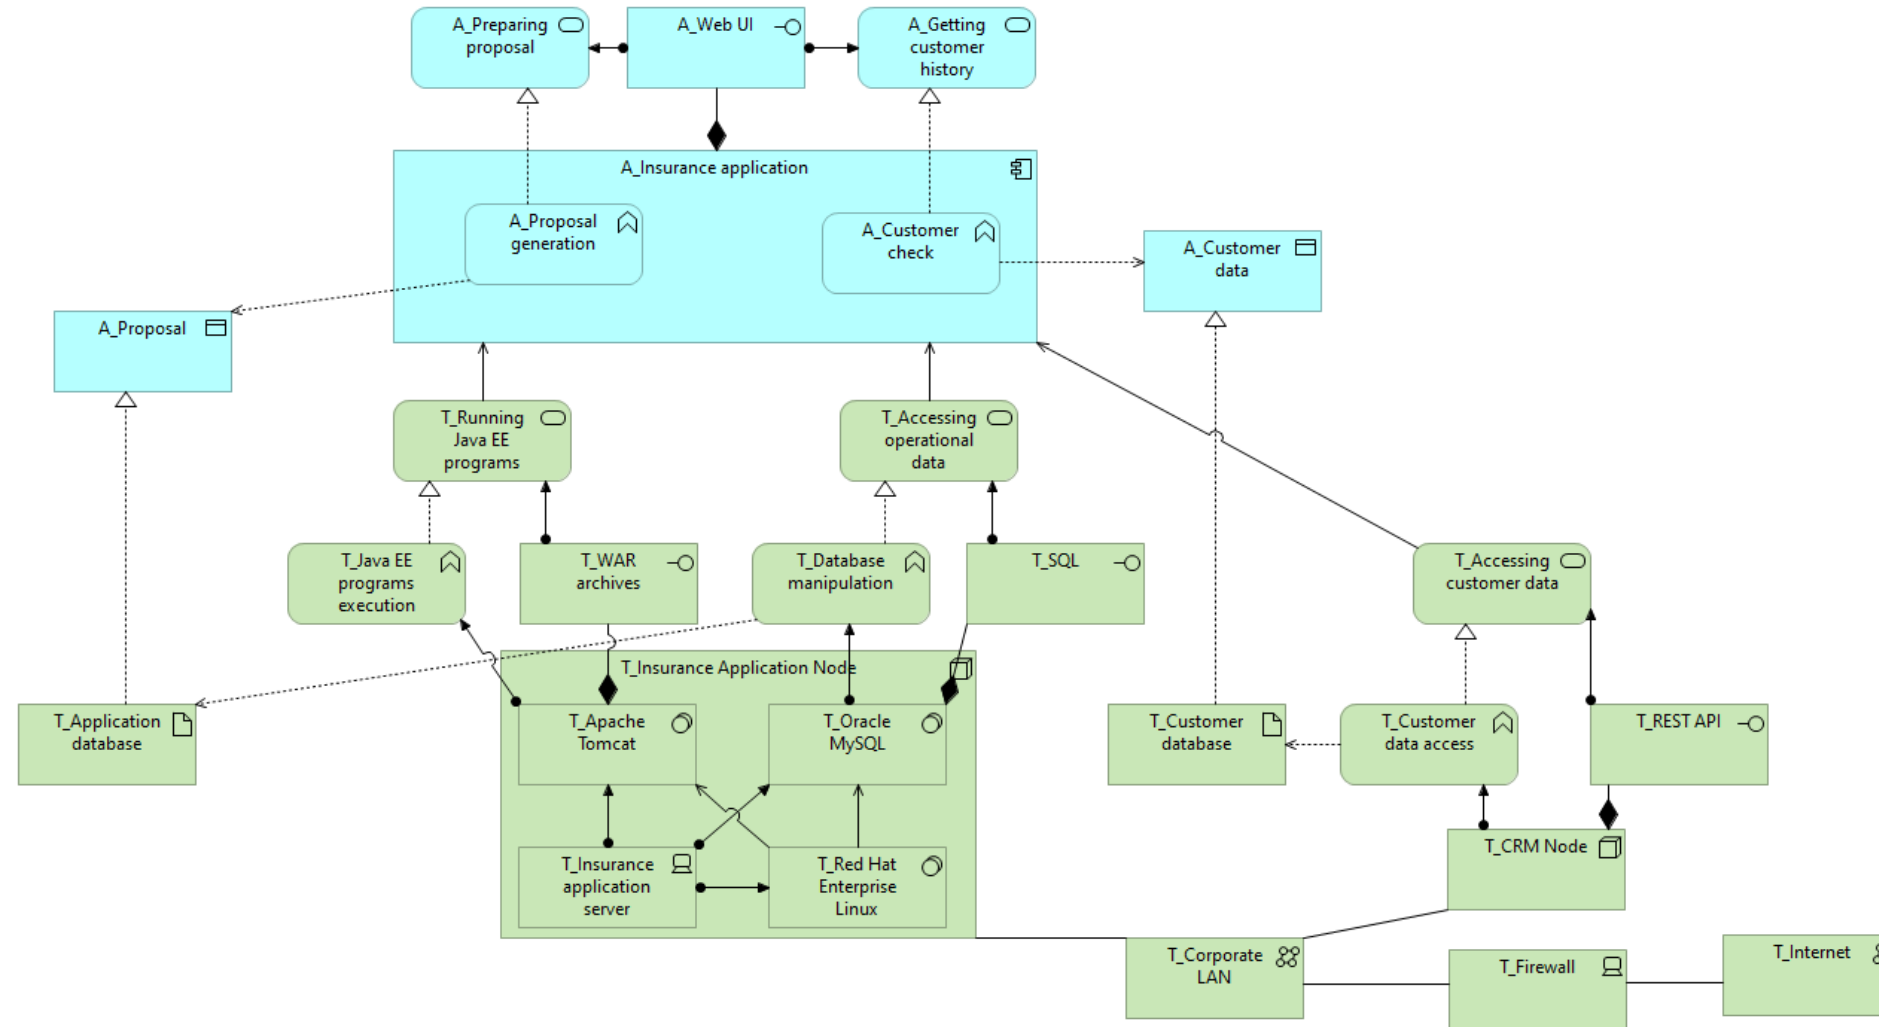 A_Preparing
proposal
A_Web UI
A_Getting
customer
history
A_Insurance application
A_Proposal
generation
A_Customer
check
A_Customer
data
A_Proposal
T_Running
Java EE
programs
T_Accessing
operational
data
T_Java EE
programs
execution
T_WAR
archives
T_Database
manipulation
T_SQL
T_Accessing
customer data
T_Insurance Application Node
T_Application
database
T_Apache
Tomcat
T_Oracle
MySQL
T_Customer
database
T_Customer
data access
T_REST API
T_Insurance
application
server
T_Red Hat
Enterprise
Linux
T_CRM Node
T_Corporate
LAN
T_Firewall
T_Internet